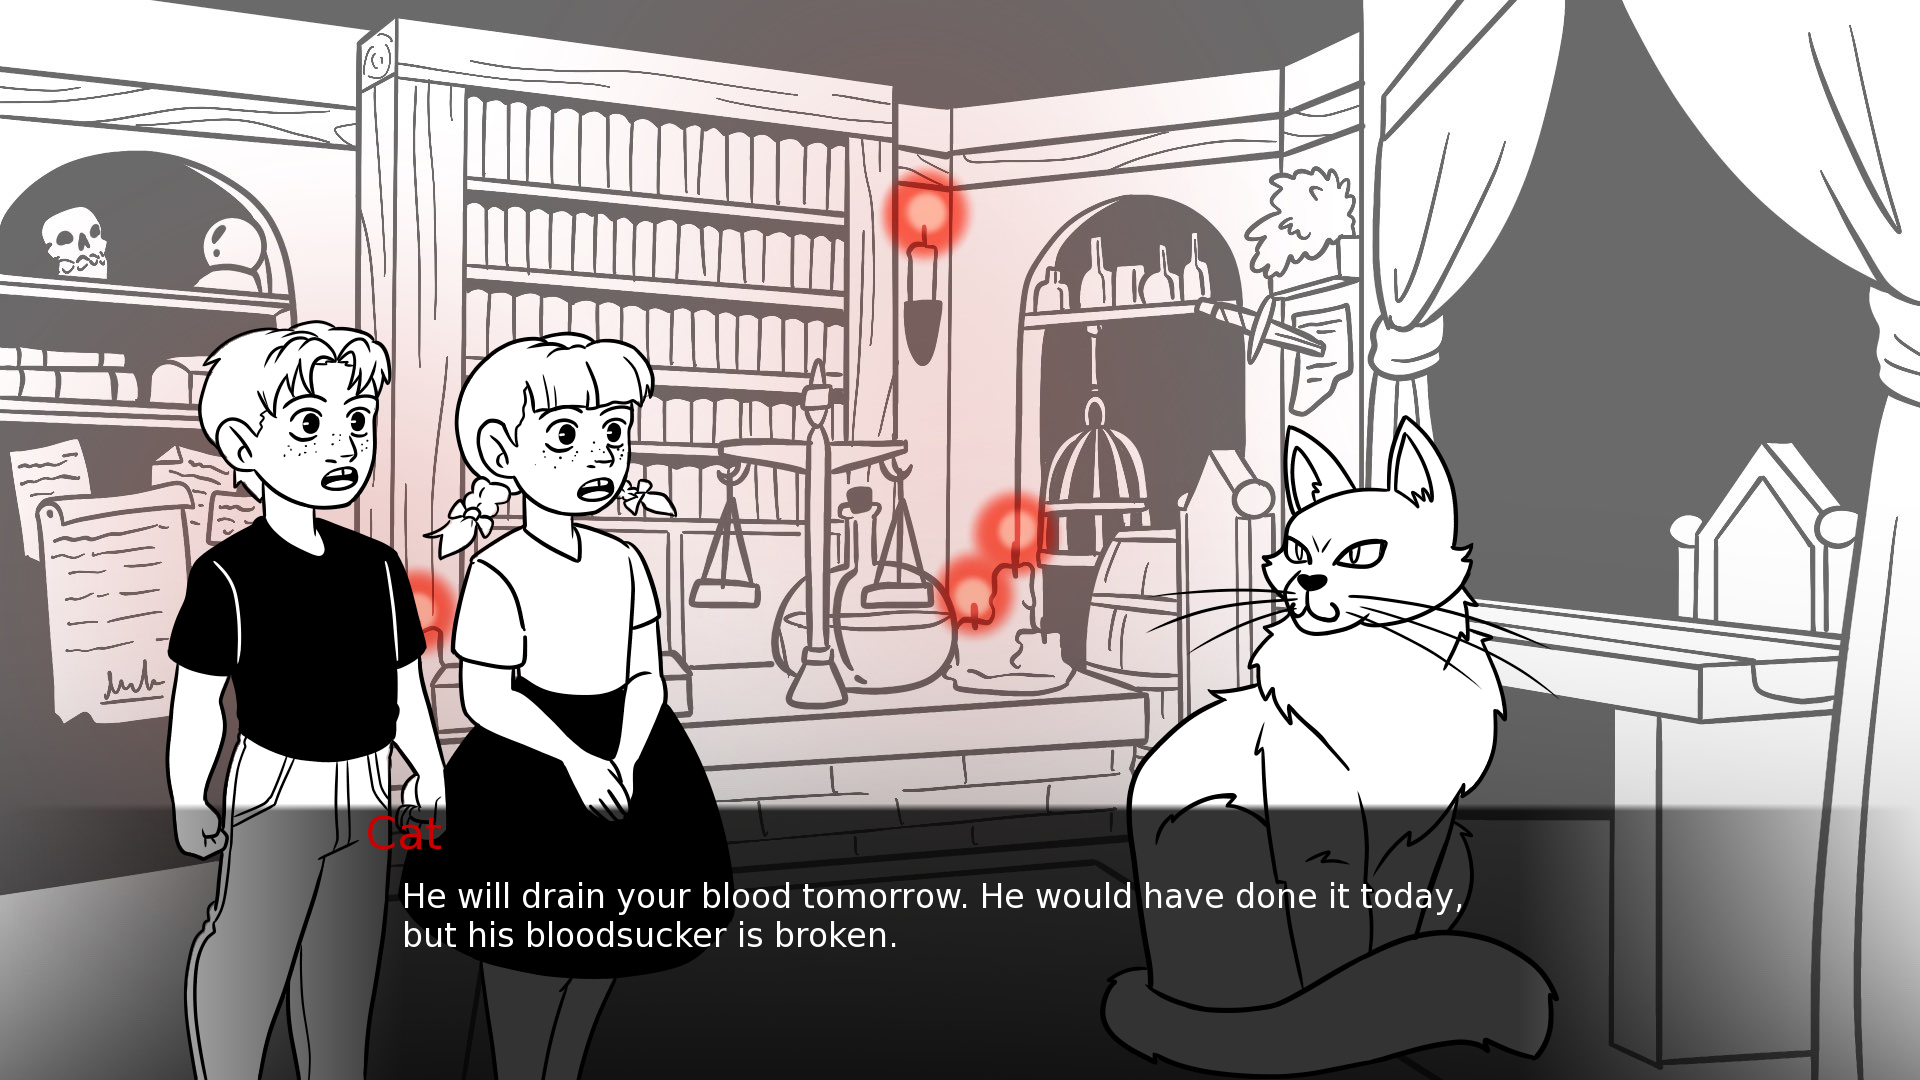 Cat
He will drain your blood tomorrow. He would have done it today,
but his bloodsucker is broken.